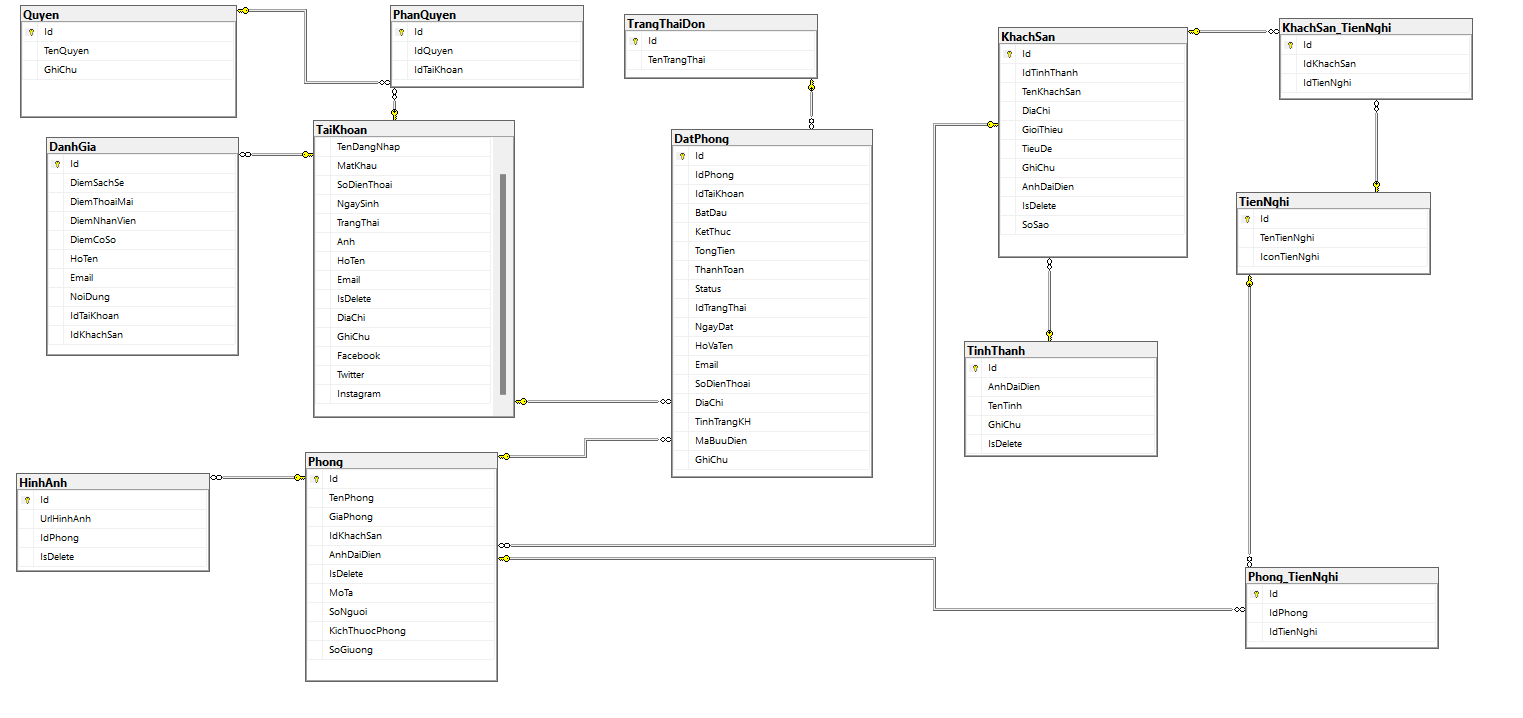 Quyen
Id
TenQuyen
GhiChu
PhanQuyen
Id
IdQuyen
IdTaiKhoan
TrangThaiDon
Id
TenTrangThai
KhachSan
Id
IdTinhThanh
TenKhachSan
DiaChi
GioiThieu
TieuDe
GhiChu
AnhDaiDien
IsDelete
SoSao
KhachSan_TienNghi
Id
IdKhachSan
IdTienNghi
DanhGia
Id
DiemSachSe
DiemThoaiMai
DiemNhanVien
DiemCoSo
HoTen
Email
NoiDung
IdTaiKhoan
IdKhachSan
TaiKhoan
TenDangNhap
MatKhau
SoDienThoai
NgaySinh
TrangThai
Anh
HoTen
Email
IsDelete
DiaChi
GhiChu
Facebook
Twitter
Instagram
DatPhong
Id
IdPhong
IdTaiKhoan
BatDau
KetThuc
TongTien
ThanhToan
Status
IdTrangThai
NgayDat
HoVaTen
Email
SoDienThoai
DiaChi
TinhTrangKH
MaBuuDien
GhiChu
TienNghi
Id
TenTienNghi
IconTienNghi
TinhThanh
Id
AnhDaiDien
TenTinh
GhiChu
IsDelete
HinhAnh
Id
UrlHinhAnh
IdPhong
IsDelete
Phong
Id
TenPhong
GiaPhong
IdKhachSan
AnhDaiDien
IsDelete
MoTa
SoNguoi
KichThuocPhong
SoGiuong
Phong_TienNghi
Id
IdPhong
IdTienNghi